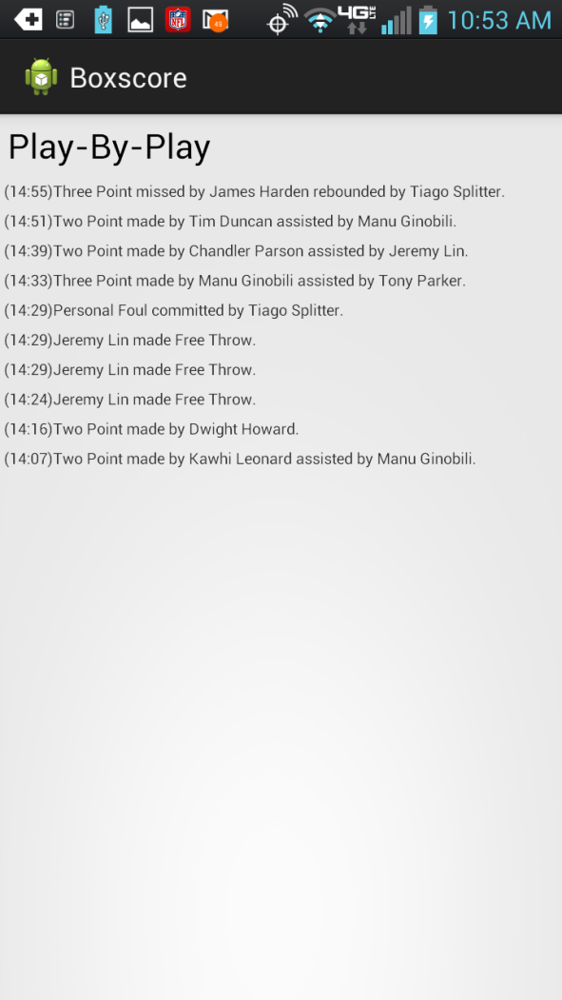 49
4G LTE
10:53 AM
NFL
Boxscore
Play-By-Play
(14:55)Three Point missed by James Harden rebounded by Tiago Splitter.
(14:51)Two Point made by Tim Duncan assisted by Manu Ginobili.
(14:39)Two Point made by Chandler Parson assisted by Jeremy Lin.
(14:33)Three Point made by Manu Ginobili assisted by Tony Parker.
(14:29)Personal Foul committed by Tiago Splitter.
(14:29)Jeremy Lin made Free Throw.
(14:29)Jeremy Lin made Free Throw.
(14:24)Jeremy Lin made Free Throw.
(14:16)Two Point made by Dwight Howard.
(14:07)Two Point made by Kawhi Leonard assisted by Manu Ginobili.